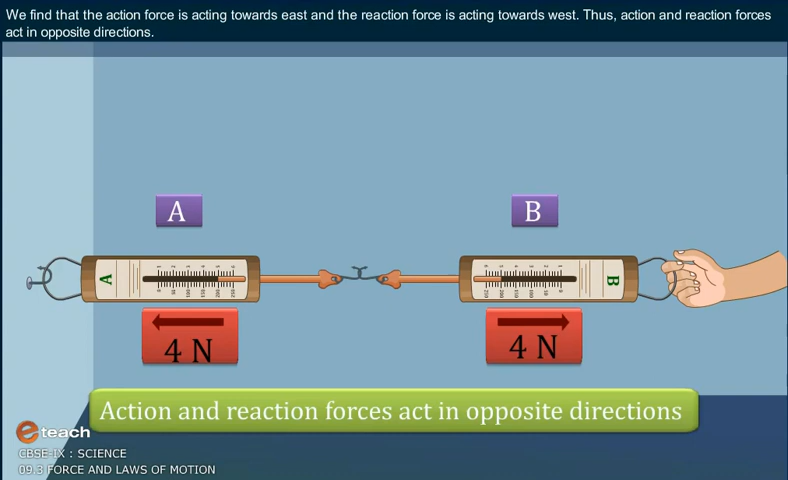 We find that the action force is acting towards east and the reaction force is acting towards west. Thus, action and reaction forces
act in opposite directions.
A
B
A
B
4 N
4 N
Action and reaction forces act in opposite directions
eteach
CBSE-IX : SCIENCE
09.3 FORCE AND LAWS OF MOTION